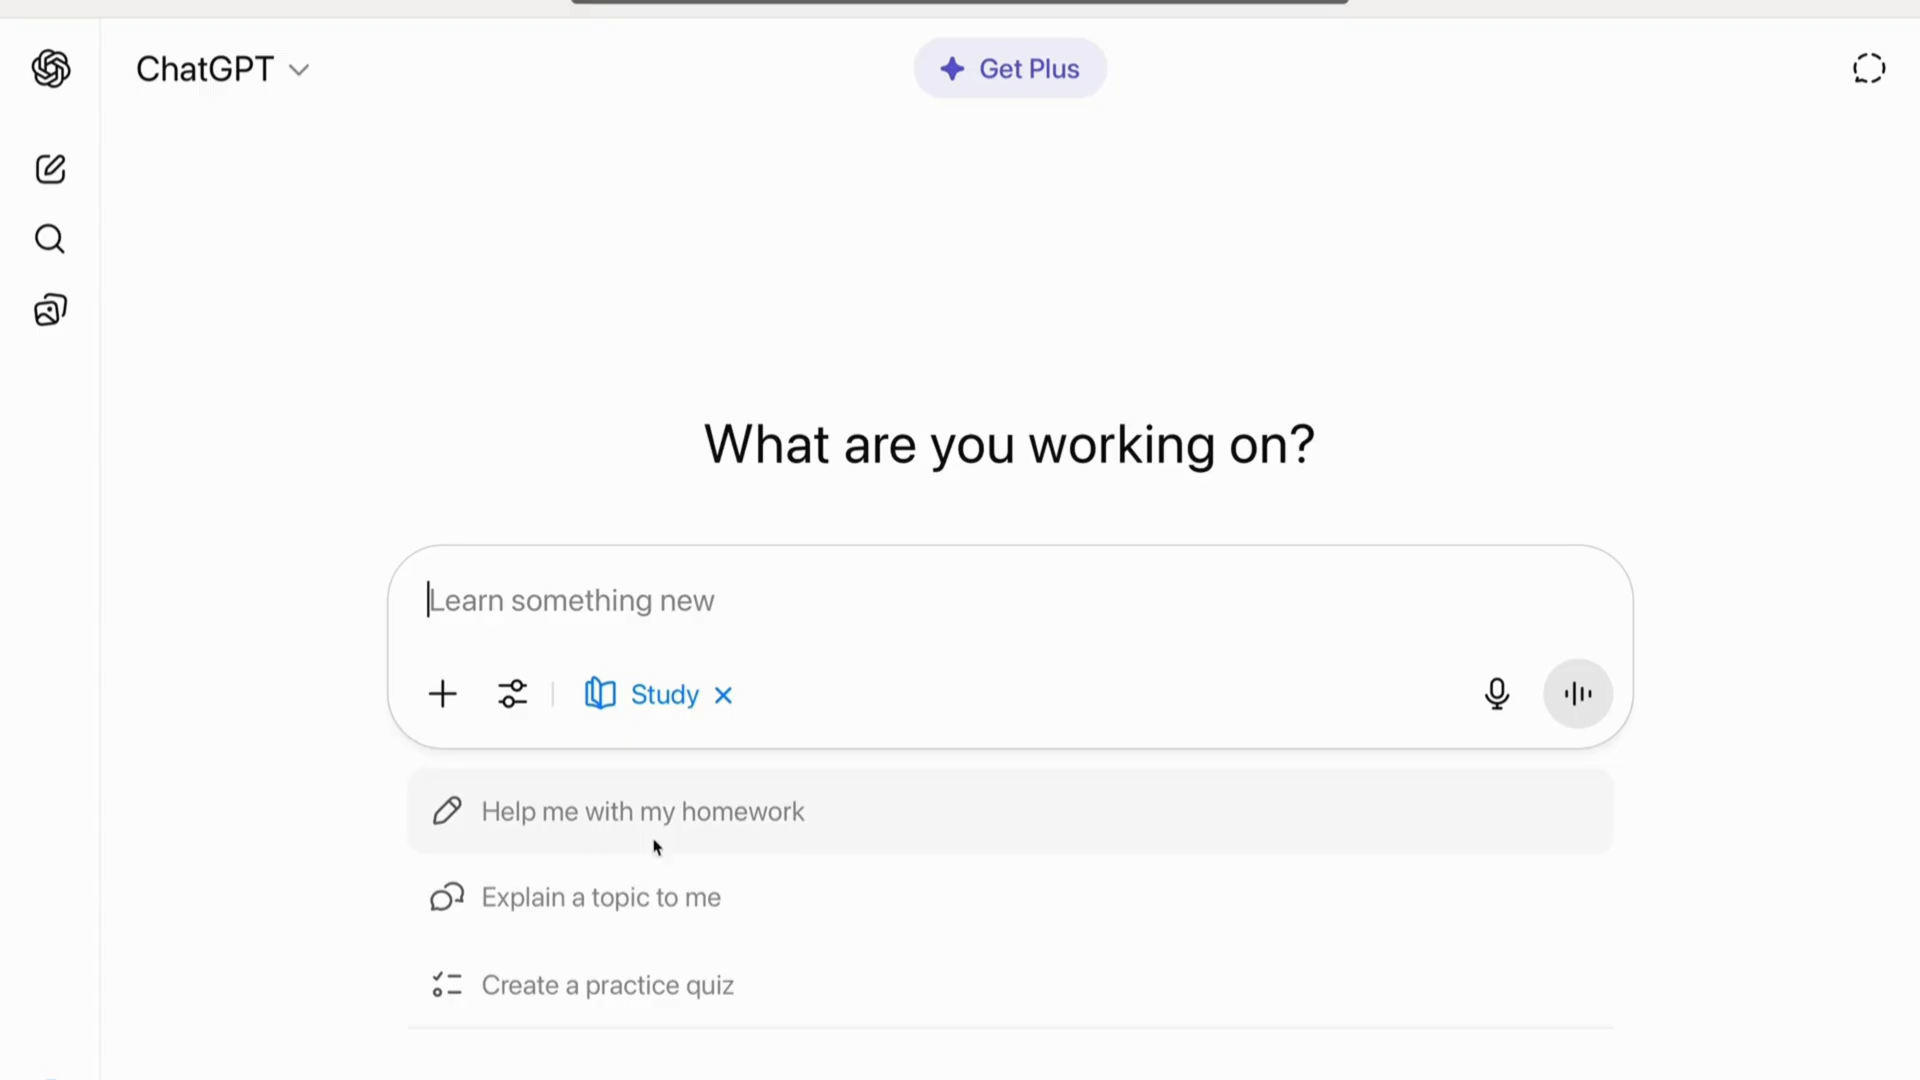 ChatGPT
Get Plus
What are you working on?
Learn something new
Study
Help me with my homework
Explain a topic to me
Create a practice quiz